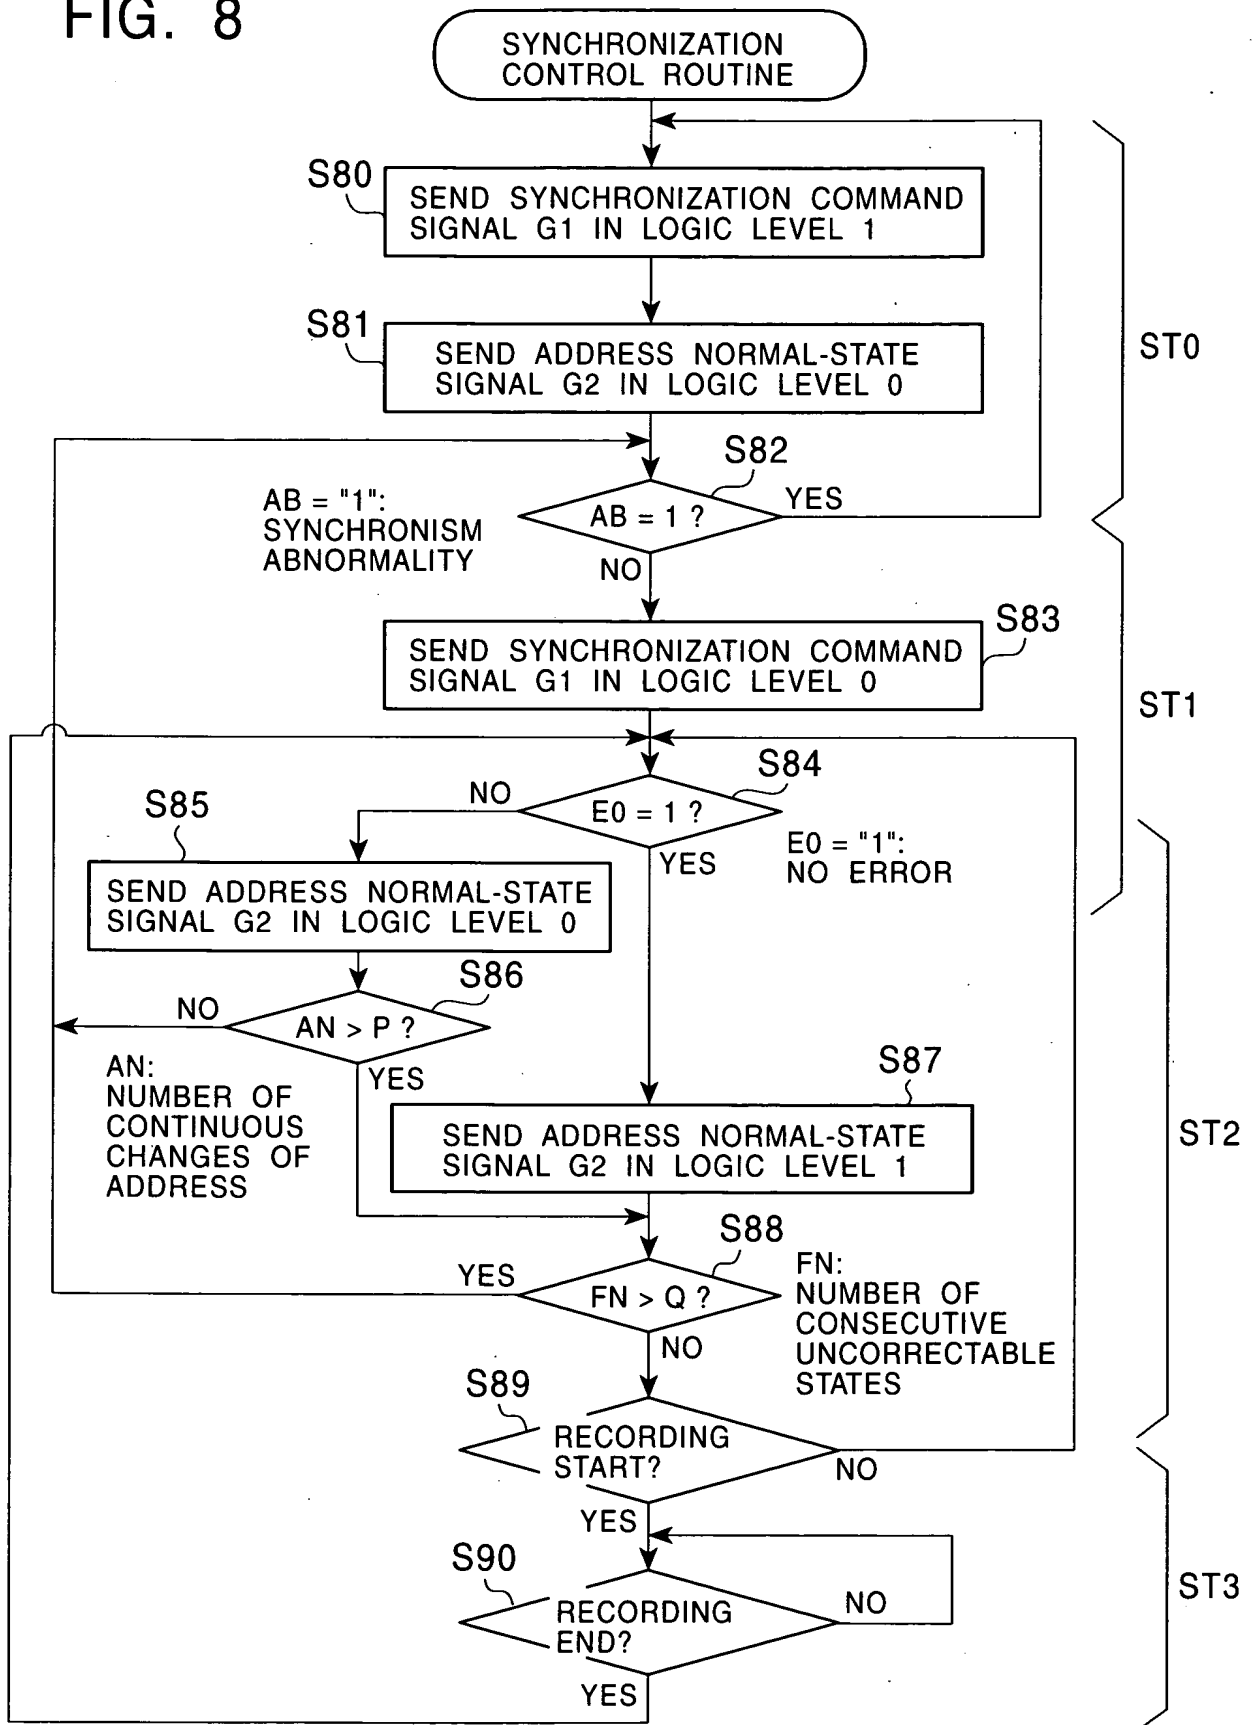 FIG. 8
SYNCHRONIZATION
CONTROL ROUTINE
S80
SEND SYNCHRONIZATION COMMAND
SIGNAL G1 IN LOGIC LEVEL 1
S81
SEND ADDRESS NORMAL-STATE
SIGNAL G2 IN LOGIC LEVEL 0
ST0
S82
AB = 1 ?
YES
AB = "1":
SYNCHRONISM
ABNORMALITY
NO
S83
SEND SYNCHRONIZATION COMMAND
SIGNAL G1 IN LOGIC LEVEL 0
ST1
S84
E0 = 1 ?
NO
YES
E0 = "1":
NO ERROR
S85
SEND ADDRESS NORMAL-STATE
SIGNAL G2 IN LOGIC LEVEL 0
S86
AN > P ?
NO
YES
AN:
NUMBER OF
CONTINUOUS
CHANGES OF
ADDRESS
S87
SEND ADDRESS NORMAL-STATE
SIGNAL G2 IN LOGIC LEVEL 1
ST2
S88
FN > Q ?
YES
NO
FN:
NUMBER OF
CONSECUTIVE
UNCORRECTABLE
STATES
S89
RECORDING
START?
NO
YES
S90
RECORDING
END?
NO
YES
ST3